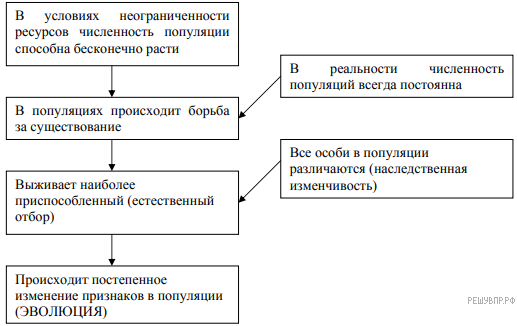 В условиях неограниченности
ресурсов численность популяции
способна бесконечно расти
В реальности численность
популяций всегда постоянна
В популяциях происходит борьба
за существование
Все особи в популяции
различаются (наследственная
изменчивость)
Выживает наиболее
приспособленный (естественный
отбор)
Происходит постепенное
изменение признаков в популяции
(ЭВОЛЮЦИЯ)
РЕШУВПР.РФ